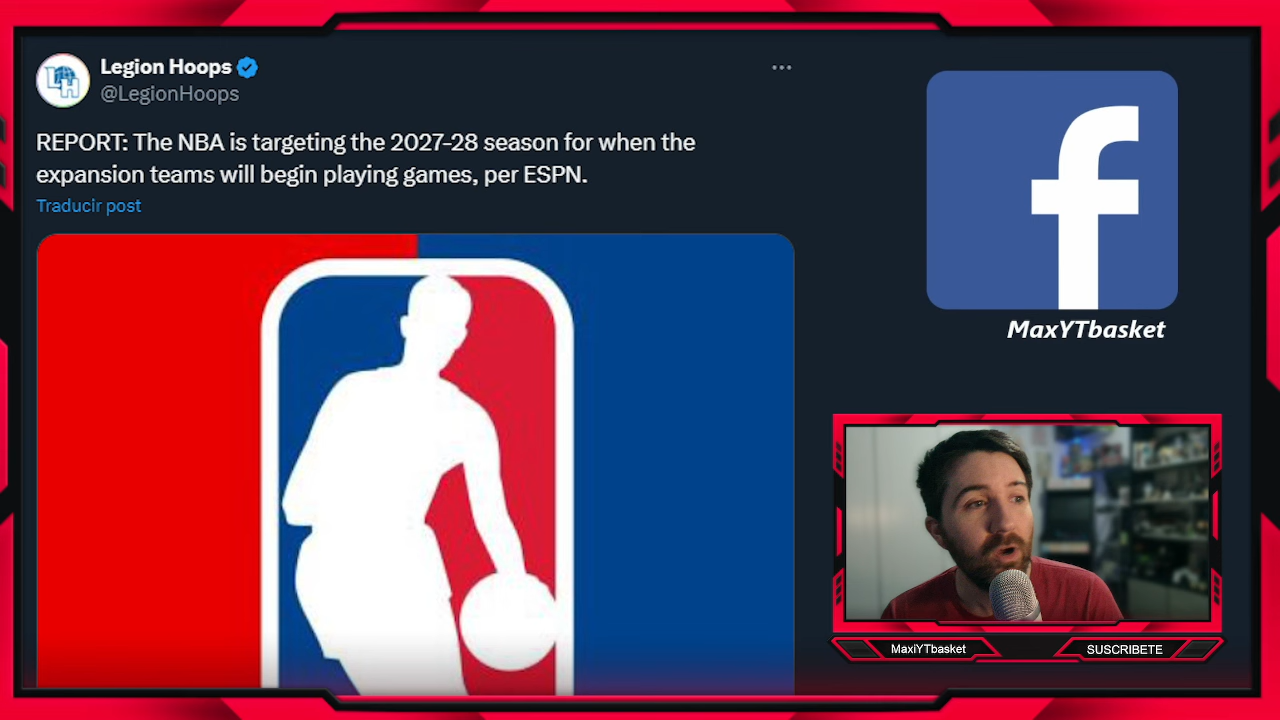 Legion Hoops
@LegionHoops
REPORT: The NBA is targeting the 2027-28 season for when the
expansion teams will begin playing games, per ESPN.
Traducir post
LH
f
MaxYTbasket
MaxiYTbasket
SUSCRIBETE